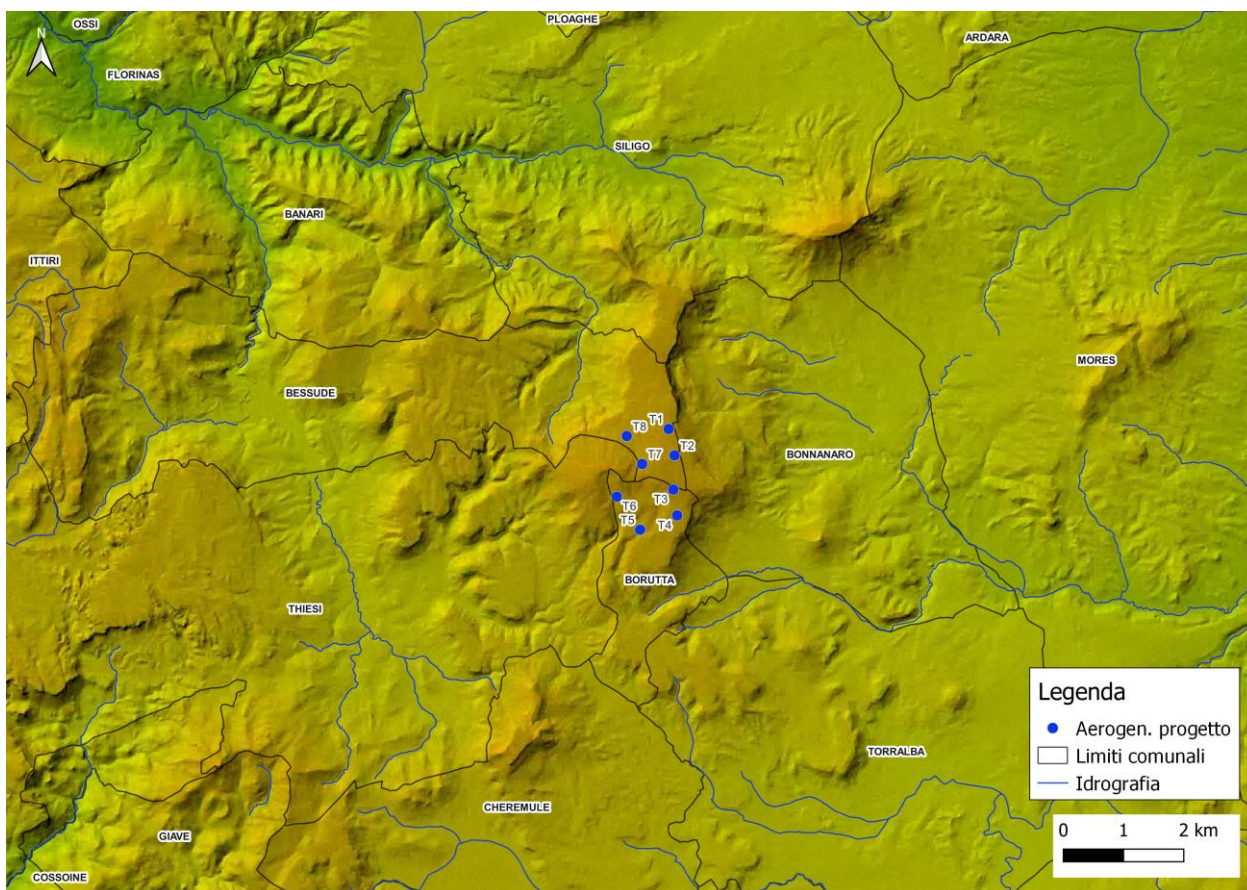 OSSI
PLOAGHE
N
ARDARA
FLORINAS
SILIGO
BANARI
ITTIRI
MORES
BESSUDE
T1
T8
T2
BONNANARO
T7
T3
T6
T5
T4
BORUTTA
THIESI
Legenda
Aerogen. progetto
Limiti comunali
Idrografia
TORRALBA
CHEREMULE
GIAVE
0 1 2 km
COSSOINE